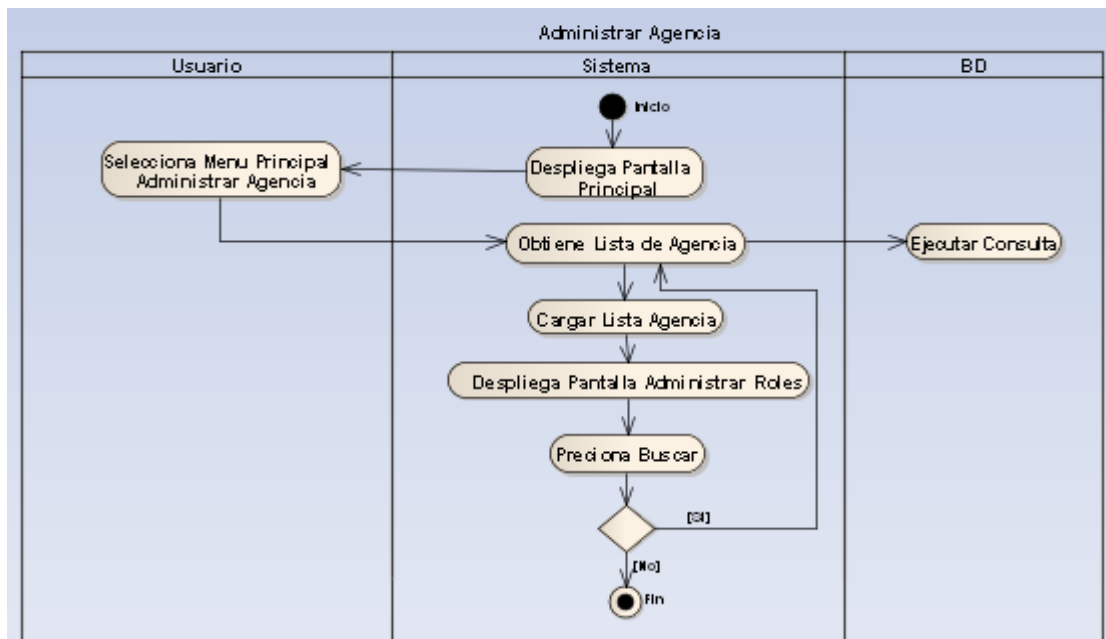 Administrar Agencia
Usuario
Sistema
BD
Inicio
Despliega Pantalla
Principal
Selecciona Menu Principal
Administrar Agencia
Obtiene Lista de Agencia
Ejecutar Consulta
Cargar Lista Agencia
Despliega Pantalla Administrar Roles
Preciona Buscar
[SI]
[No]
Fin